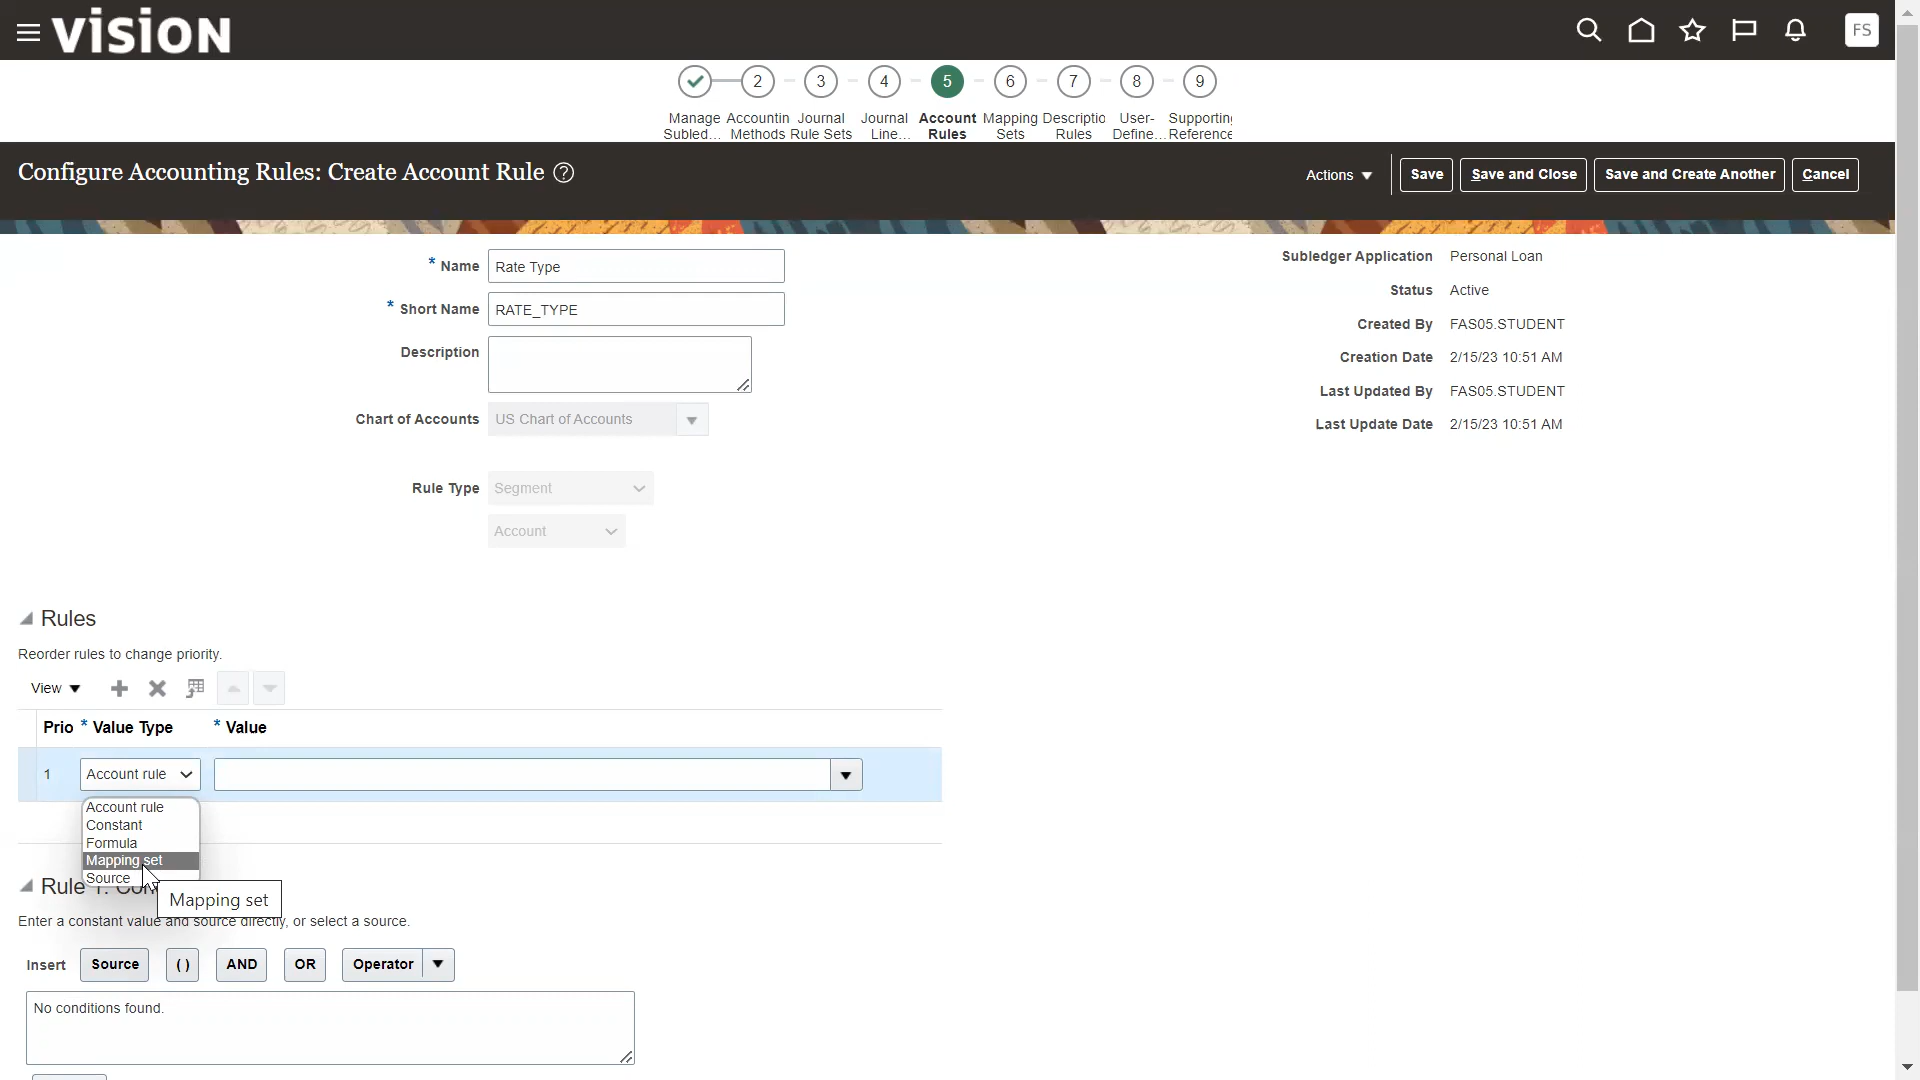 vision
FS
2 3 4 5 6 7 8 9
Manage Accountin Journal Journal Account Mapping Descriptio User- Supporting
Subled... Methods Rule Sets Line... Rules Sets Rules Define... Reference
Configure Accounting Rules: Create Account Rule ?
Actions Save Save and Close Save and Create Another Cancel
* Name Rate Type
* Short Name RATE_TYPE
Description
Chart of Accounts US Chart of Accounts
Rule Type Segment
Account
Subledger Application Personal Loan
Status Active
Created By FAS05.STUDENT
Creation Date 2/15/23 10:51 AM
Last Updated By FAS05.STUDENT
Last Update Date 2/15/23 10:51 AM
Rules
Reorder rules to change priority.
View
Prio * Value Type * Value
1 Account rule
Account rule
Constant
Formula
Mapping set
Source
Mapping set
Rule 1:
Enter a constant value and source directly, or select a source.
Insert Source ( ) AND OR Operator
No conditions found.